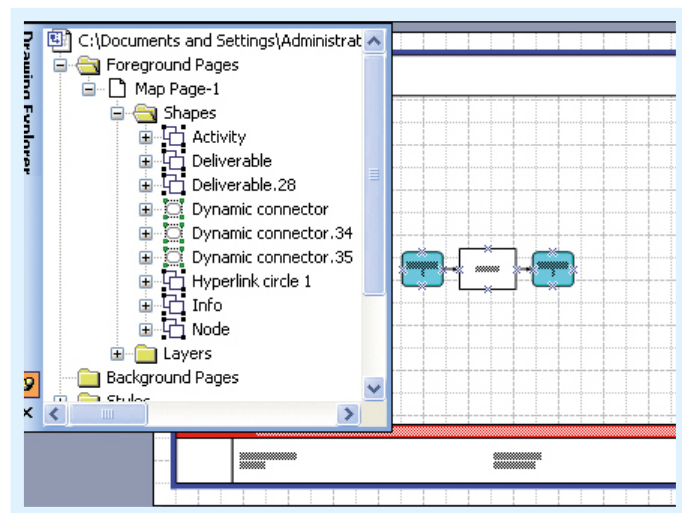 Drawing Explorer
C:\Documents and Settings\Administrat
Foreground Pages
Map Page-1
Shapes
Activity
Deliverable
Deliverable.28
Dynamic connector
Dynamic connector.34
Dynamic connector.35
Hyperlink circle 1
Info
Node
Layers
Background Pages
Styles